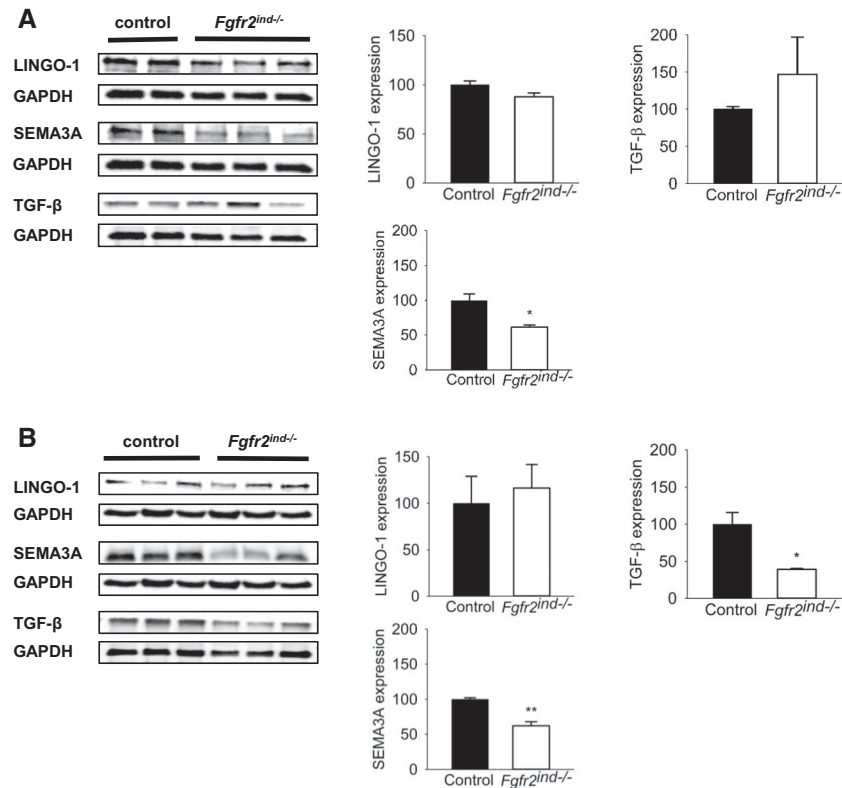 A
control Fgfr2ind-/-
LINGO-1
GAPDH
SEMA3A
GAPDH
TGF-β
GAPDH
LINGO-1 expression
150
100
50
0
Control Fgfr2ind-/-
TGF-β expression
200
150
100
50
0
Control Fgfr2ind-/-
SEMA3A expression
200
150
100
50
0
*
Control Fgfr2ind-/-
B
control Fgfr2ind-/-
LINGO-1
GAPDH
SEMA3A
GAPDH
TGF-β
GAPDH
LINGO-1 expression
150
100
50
0
Control Fgfr2ind-/-
TGF-β expression
200
150
100
50
0
*
Control Fgfr2ind-/-
SEMA3A expression
200
150
100
50
0
**
Control Fgfr2ind-/-